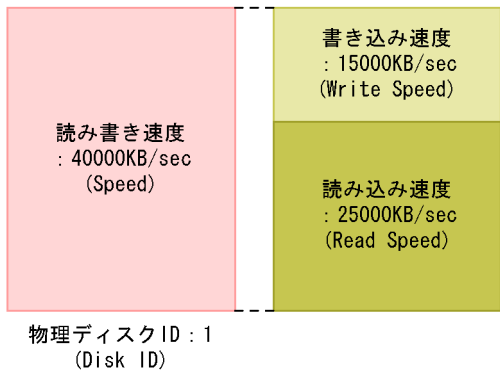 読み書き速度
：40000KB/sec
(Speed)
書き込み速度
：15000KB/sec
(Write Speed)
読み込み速度
：25000KB/sec
(Read Speed)
物理ディスクID：1
(Disk ID)